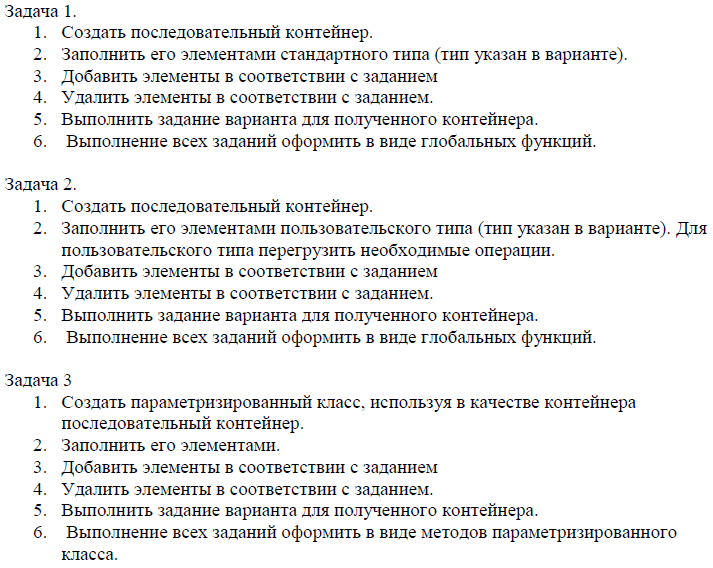 Задача 1.
1. Создать последовательный контейнер.
2. Заполнить его элементами стандартного типа (тип указан в варианте).
3. Добавить элементы в соответствии с заданием
4. Удалить элементы в соответствии с заданием.
5. Выполнить задание варианта для полученного контейнера.
6. Выполнение всех заданий оформить в виде глобальных функций.
Задача 2.
1. Создать последовательный контейнер.
2. Заполнить его элементами пользовательского типа (тип указан в варианте). Для
пользовательского типа перегрузить необходимые операции.
3. Добавить элементы в соответствии с заданием
4. Удалить элементы в соответствии с заданием.
5. Выполнить задание варианта для полученного контейнера.
6. Выполнение всех заданий оформить в виде глобальных функций.
Задача 3
1. Создать параметризированный класс, используя в качестве контейнера
последовательный контейнер.
2. Заполнить его элементами.
3. Добавить элементы в соответствии с заданием
4. Удалить элементы в соответствии с заданием.
5. Выполнить задание варианта для полученного контейнера.
6. Выполнение всех заданий оформить в виде методов параметризированного
класса.